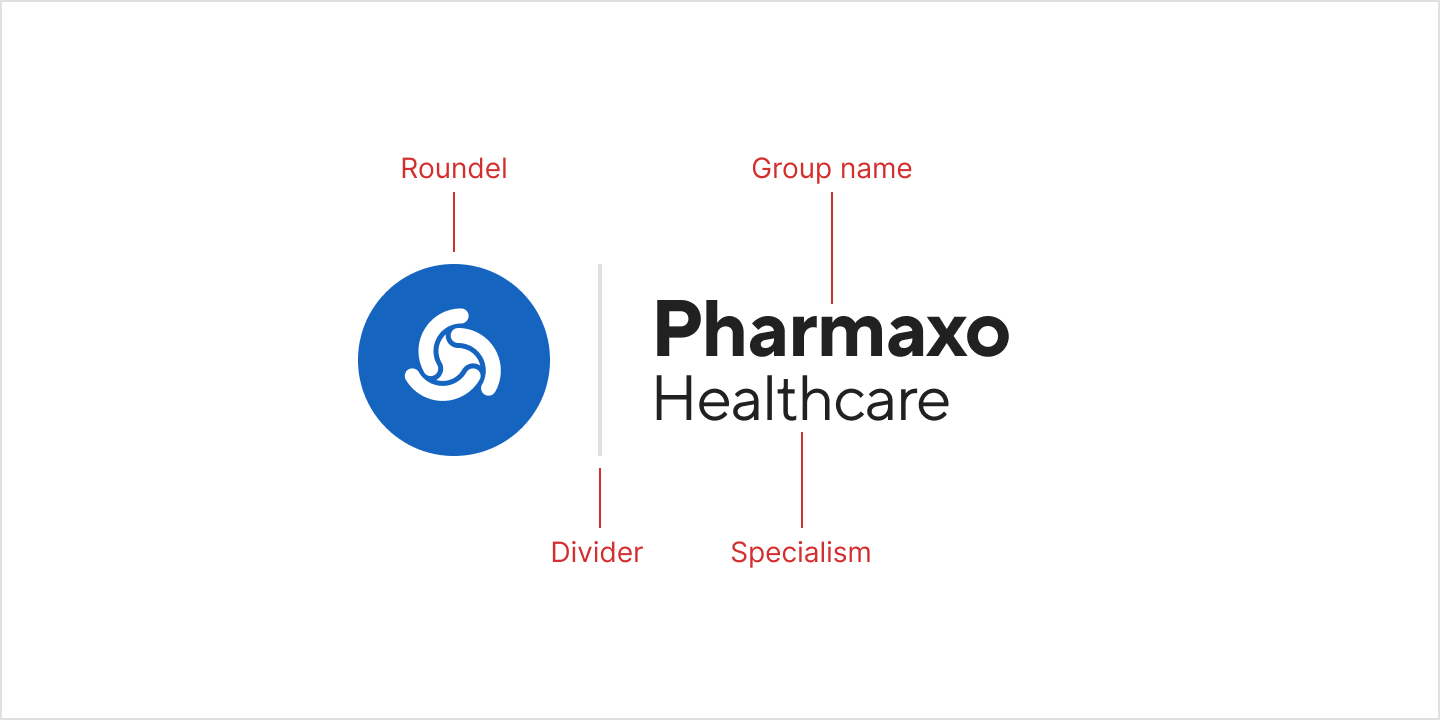 Roundel
Group name
Pharmaxo
Healthcare
Divider
Specialism